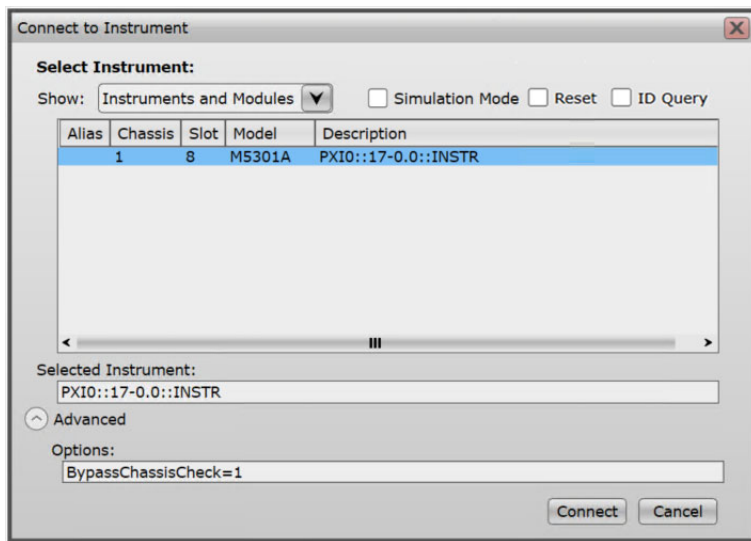 Connect to Instrument
Select Instrument:
Show: Instruments and Modules Simulation Mode Reset ID Query
Alias Chassis Slot Model Description
1 8 M5301A PXI0::17-0.0::INSTR
Selected Instrument:
PXI0::17-0.0::INSTR
Advanced
Options:
BypassChassisCheck=1
Connect Cancel